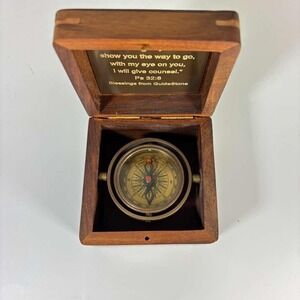 show you the way to go,
with my eye on you,
I will give counsel."
Ps 32:8
Blessings from GuideStone